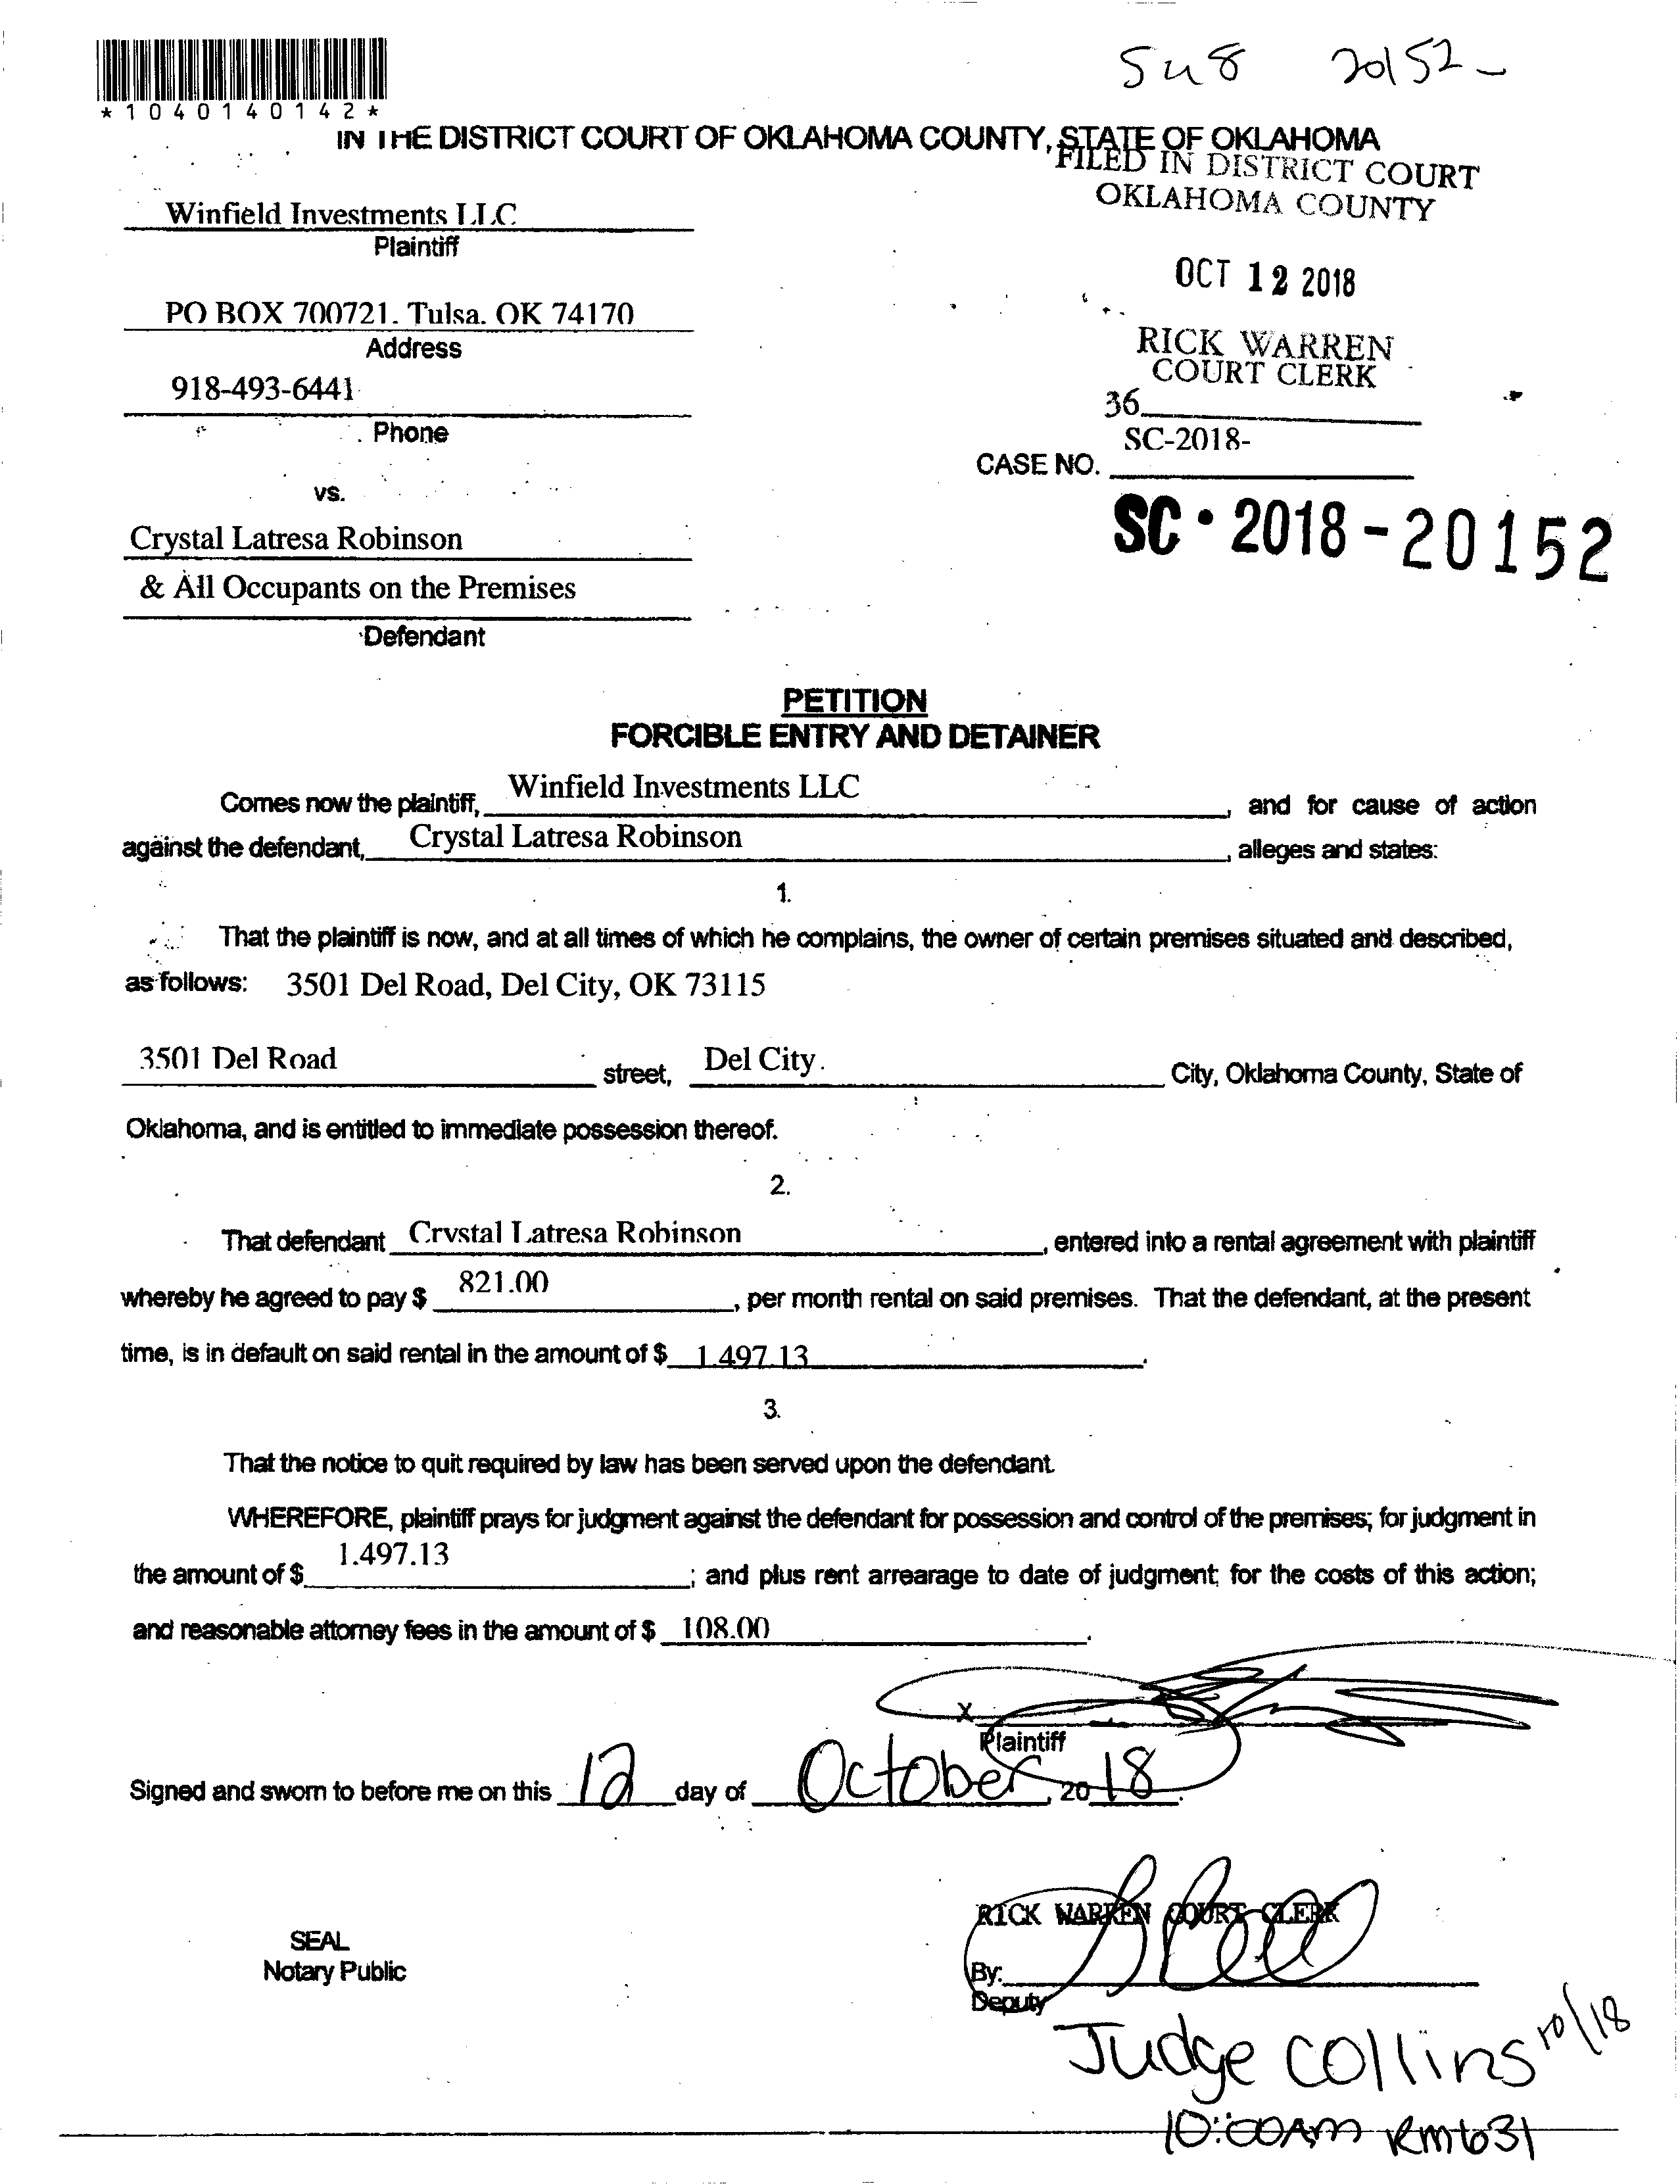 Su8 20152-
*1040140142*
IN THE DISTRICT COURT OF OKLAHOMA COUNTY, STATE OF OKLAHOMA
FILED IN DISTRICT COURT
OKLAHOMA COUNTY
Winfield Investments LLC
Plaintiff
OCT 12 2018
PO BOX 700721. Tulsa. OK 74170
Address
RICK WARREN
COURT CLERK
918-493-6441
36
Phone
SC-2018-
CASE NO.
vs.
SC • 2018 - 20152
Crystal Latresa Robinson
& All Occupants on the Premises
Defendant
PETITION
FORCIBLE ENTRY AND DETAINER
Comes now the plaintiff, Winfield Investments LLC, and for cause of action
against the defendant, Crystal Latresa Robinson, alleges and states:
1.
That the plaintiff is now, and at all times of which he complains, the owner of certain premises situated and described,
as follows: 3501 Del Road, Del City, OK 73115
3501 Del Road street, Del City. City, Oklahoma County, State of
Oklahoma, and is entitled to immediate possession thereof.
2.
That defendant Crystal Latresa Robinson, entered into a rental agreement with plaintiff
whereby he agreed to pay $ 821.00, per month rental on said premises. That the defendant, at the present
time, is in default on said rental in the amount of $ 1,497.13.
3.
That the notice to quit required by law has been served upon the defendant.
WHEREFORE, plaintiff prays for judgment against the defendant for possession and control of the premises; for judgment in
the amount of $ 1,497.13; and plus rent arrearage to date of judgment; for the costs of this action;
and reasonable attorney fees in the amount of $ 108.00.
X
Plaintiff
Signed and sworn to before me on this 12 day of October, 2018.
RICK WARREN COURT CLERK
SEAL
Notary Public
By:
Deputy
Judge Collins 10/18
10:00AM Rm 631